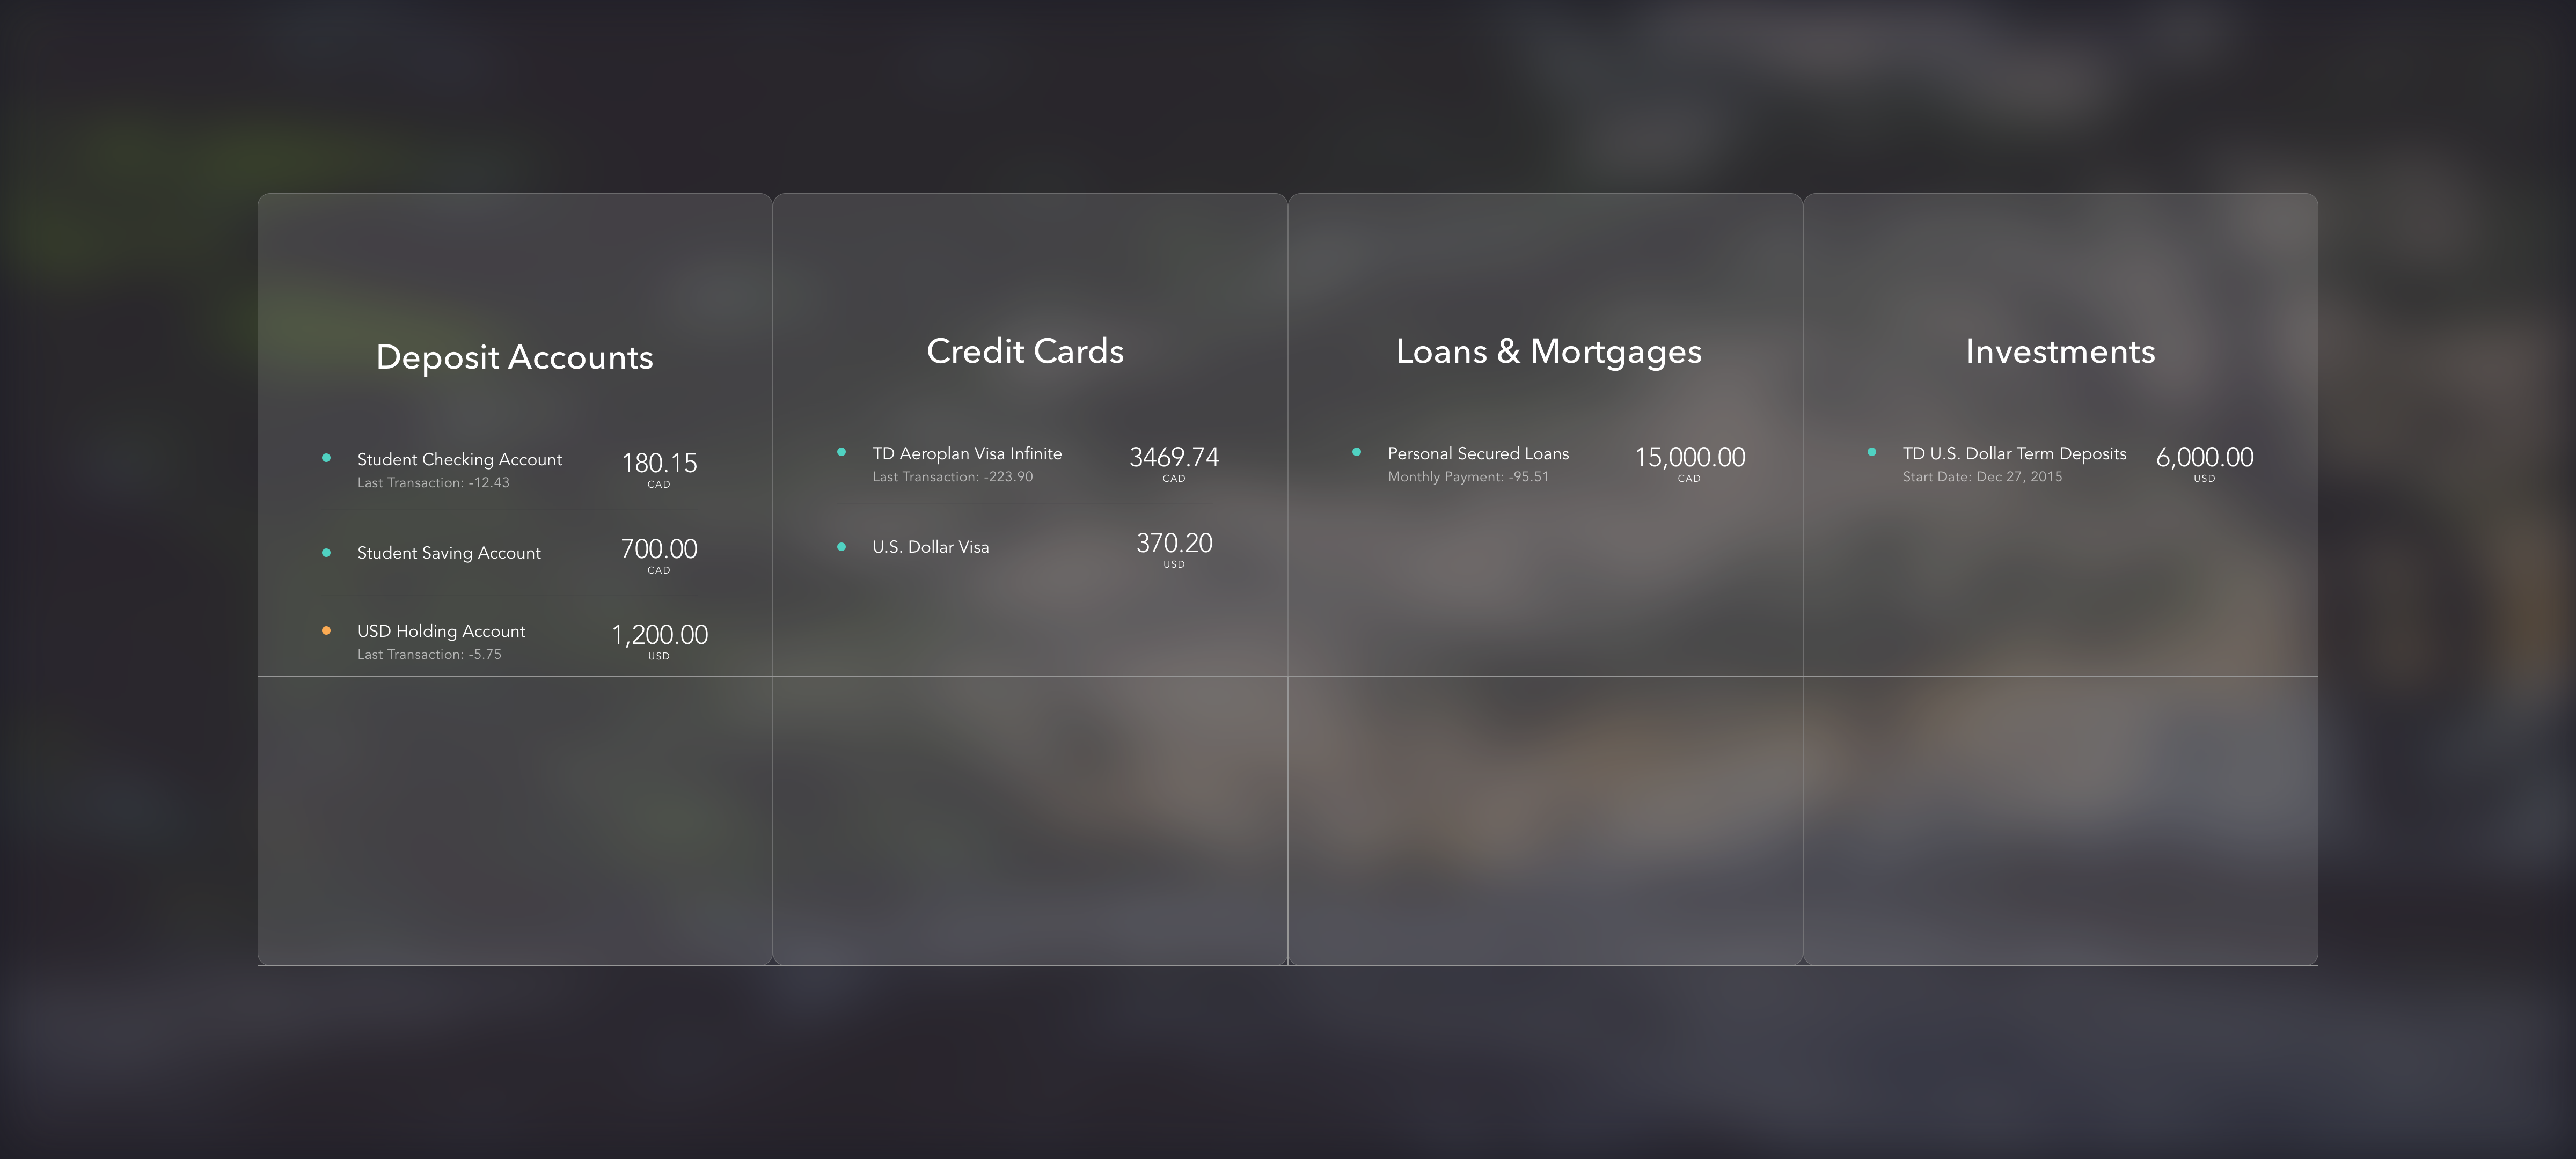 Deposit Accounts
Student Checking Account
Last Transaction: -12.43
180.15
CAD
Student Saving Account
700.00
CAD
USD Holding Account
Last Transaction: -5.75
1,200.00
USD
Credit Cards
TD Aeroplan Visa Infinite
Last Transaction: -223.90
3469.74
CAD
U.S. Dollar Visa
370.20
USD
Loans & Mortgages
Personal Secured Loans
Monthly Payment: -95.51
15,000.00
CAD
Investments
TD U.S. Dollar Term Deposits
Start Date: Dec 27, 2015
6,000.00
USD